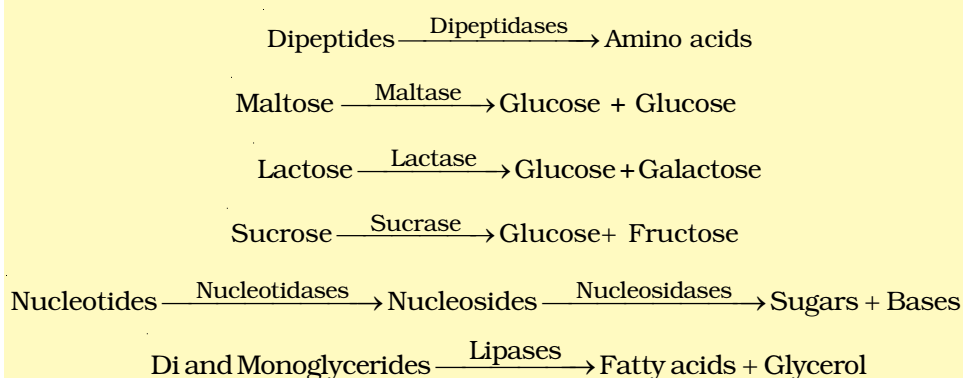 Dipeptides Dipeptidases → Amino acids
Maltose Maltase → Glucose + Glucose
Lactose Lactase → Glucose + Galactose
Sucrose Sucrase → Glucose + Fructose
Nucleotides Nucleotidases → Nucleosides Nucleosidases → Sugars + Bases
Di and Monoglycerides Lipases → Fatty acids + Glycerol